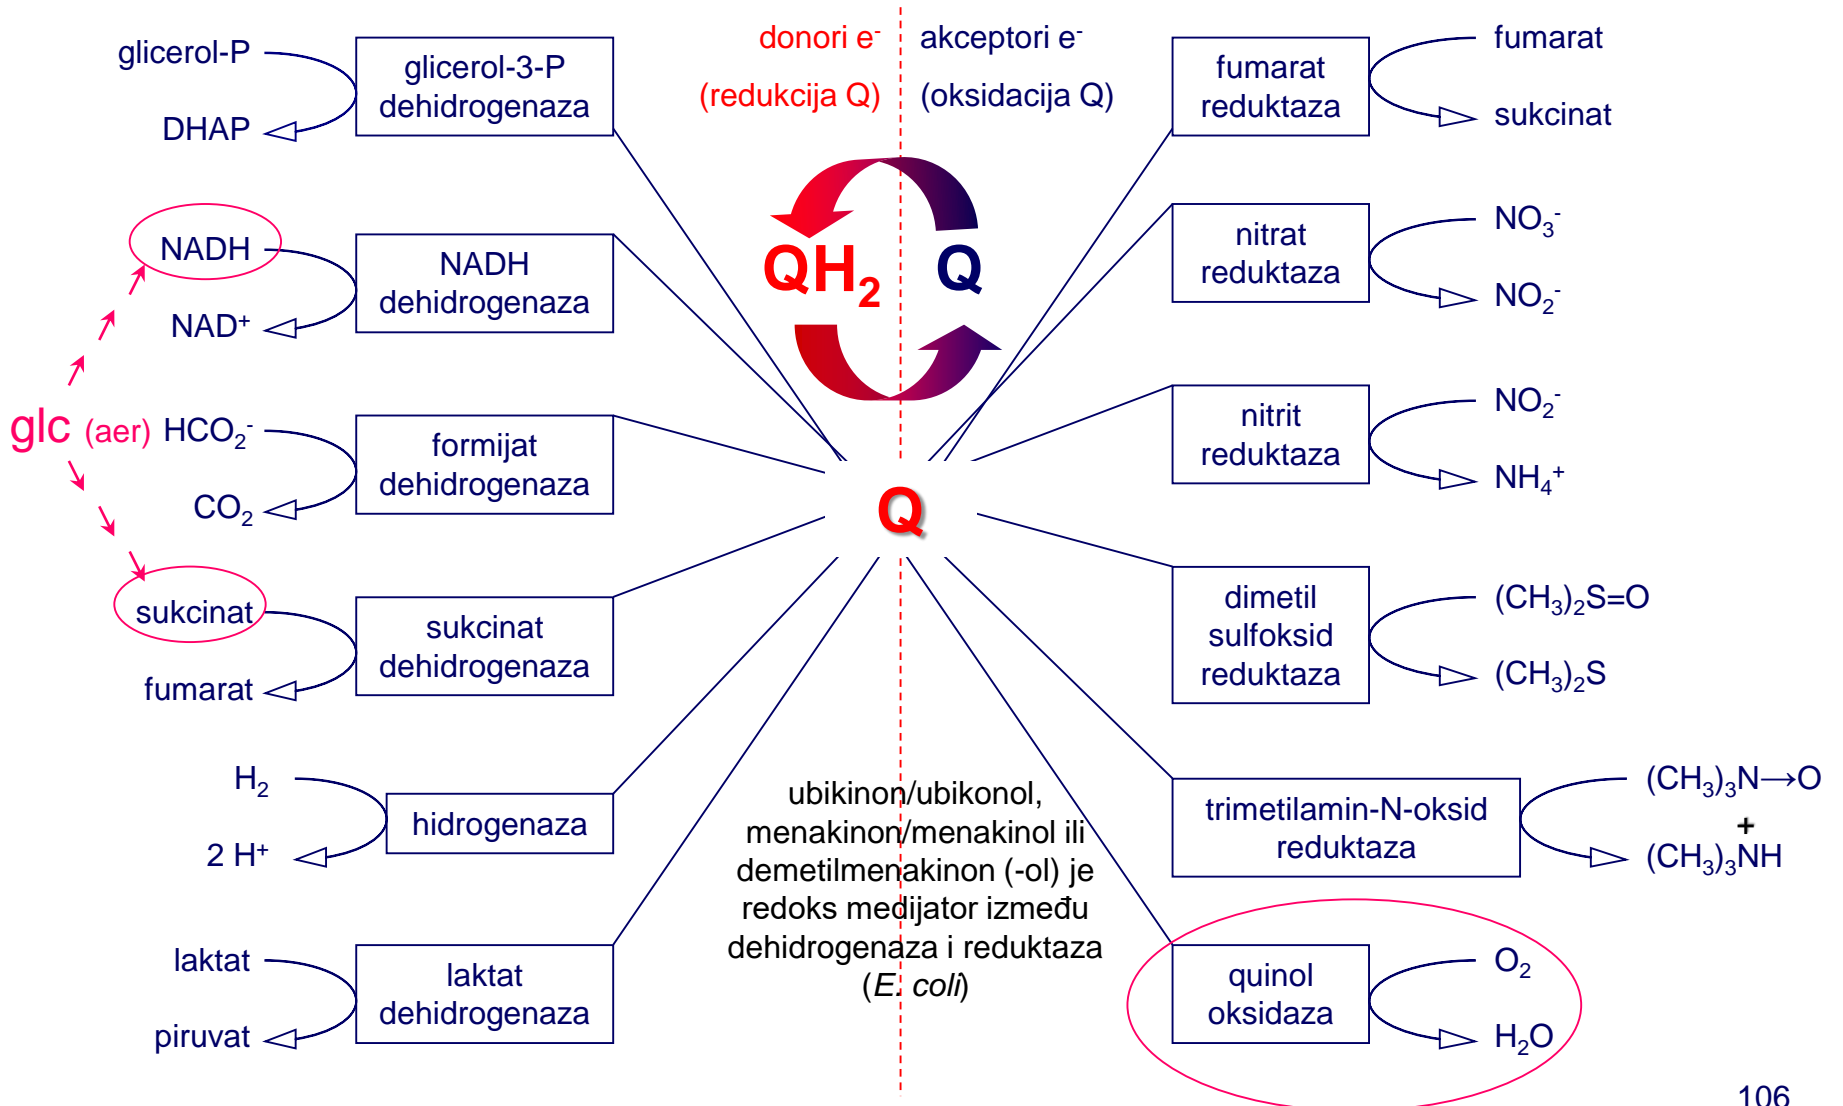 donori e⁻
(redukcija Q)
akceptori e⁻
(oksidacija Q)
glicerol-P
DHAP
glicerol-3-P
dehidrogenaza
NADH
NAD⁺
NADH
dehidrogenaza
glc (aer)
HCO₂⁻
CO₂
formijat
dehidrogenaza
sukcinat
fumarat
sukcinat
dehidrogenaza
H₂
2 H⁺
hidrogenaza
laktat
piruvat
laktat
dehidrogenaza
QH₂
Q
Q
ubikinon/ubikonol,
menakinon/menakinol ili
demetilmenakinon (-ol) je
redoks medijator između
dehidrogenaza i reduktaza
(E. coli)
fumarat
reduktaza
fumarat
sukcinat
nitrat
reduktaza
NO₃⁻
NO₂⁻
nitrit
reduktaza
NO₂⁻
NH₄⁺
dimetil
sulfoksid
reduktaza
(CH₃)₂S=O
(CH₃)₂S
trimetilamin-N-oksid
reduktaza
(CH₃)₃N→O
+
(CH₃)₃NH
quinol
oksidaza
O₂
H₂O
106